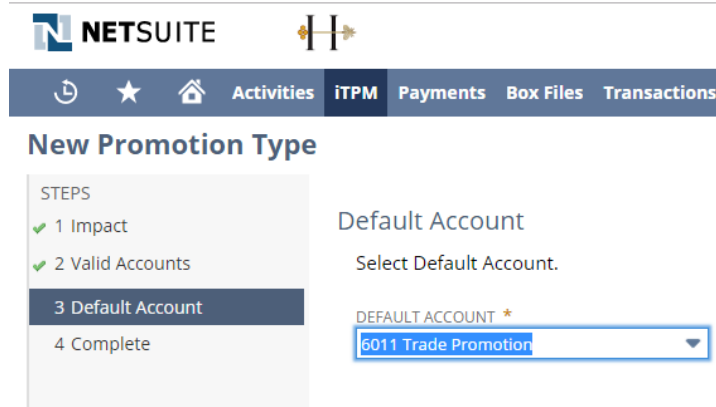 N NETSUITE H
Activities iTPM Payments Box Files Transactions
New Promotion Type
STEPS
1 Impact
2 Valid Accounts
3 Default Account
4 Complete
Default Account
Select Default Account.
DEFAULT ACCOUNT *
6011 Trade Promotion